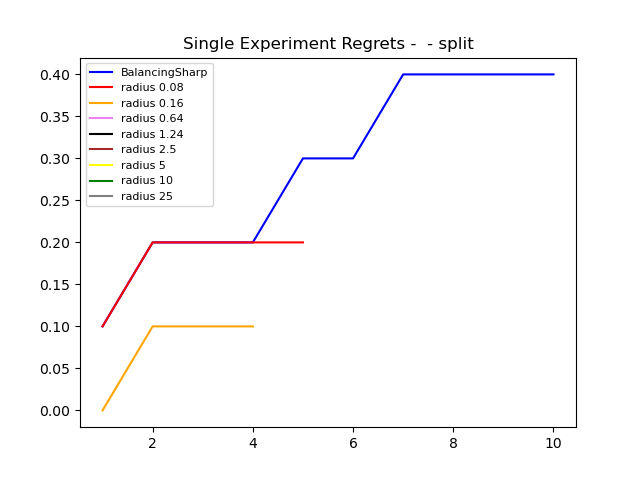 Single Experiment Regrets -  - split
0.40
0.35
0.30
0.25
0.20
0.15
0.10
0.05
0.00
BalancingSharp
radius 0.08
radius 0.16
radius 0.64
radius 1.24
radius 2.5
radius 5
radius 10
radius 25
2 4 6 8 10